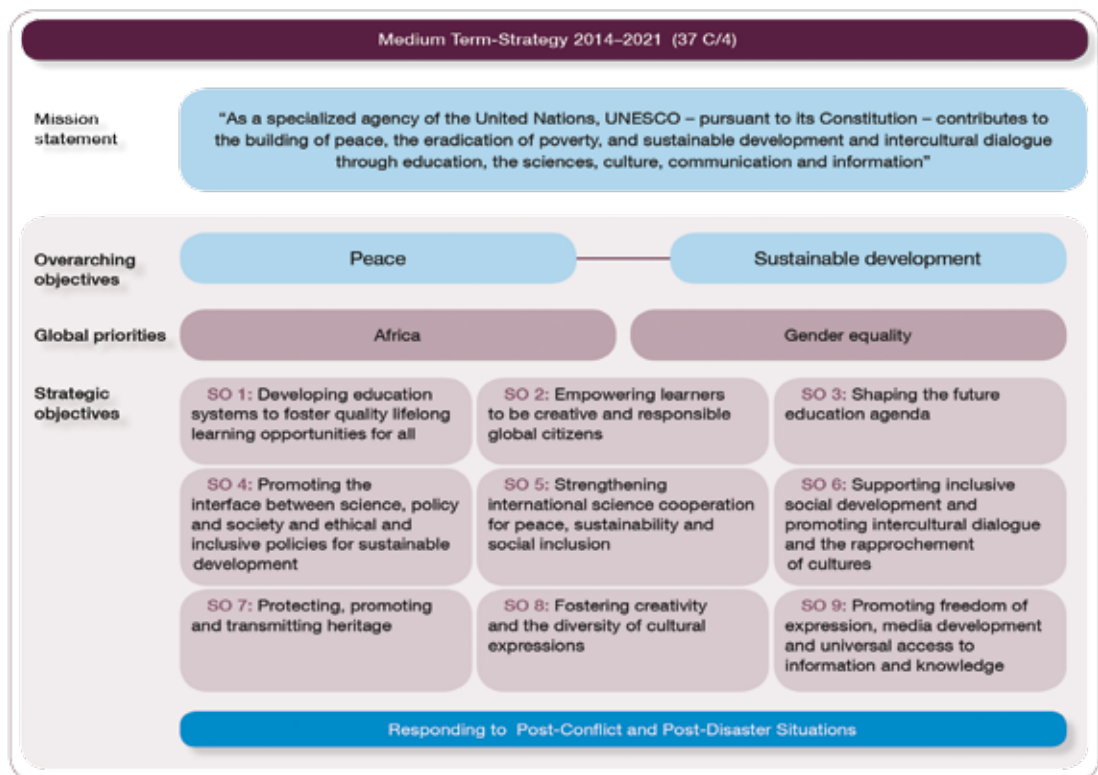 Medium Term-Strategy 2014–2021 (37 C/4)
Mission
statement
“As a specialized agency of the United Nations, UNESCO – pursuant to its Constitution – contributes to
the building of peace, the eradication of poverty, and sustainable development and intercultural dialogue
through education, the sciences, culture, communication and information”
Overarching
objectives
Peace
Sustainable development
Global priorities
Africa
Gender equality
Strategic
objectives
SO 1: Developing education
systems to foster quality lifelong
learning opportunities for all
SO 2: Empowering learners
to be creative and responsible
global citizens
SO 3: Shaping the future
education agenda
SO 4: Promoting the
interface between science, policy
and society and ethical and
inclusive policies for sustainable
development
SO 5: Strengthening
international science cooperation
for peace, sustainability and
social inclusion
SO 6: Supporting inclusive
social development and
promoting intercultural dialogue
and the rapprochement
of cultures
SO 7: Protecting, promoting
and transmitting heritage
SO 8: Fostering creativity
and the diversity of cultural
expressions
SO 9: Promoting freedom of
expression, media development
and universal access to
information and knowledge
Responding to Post-Conflict and Post-Disaster Situations